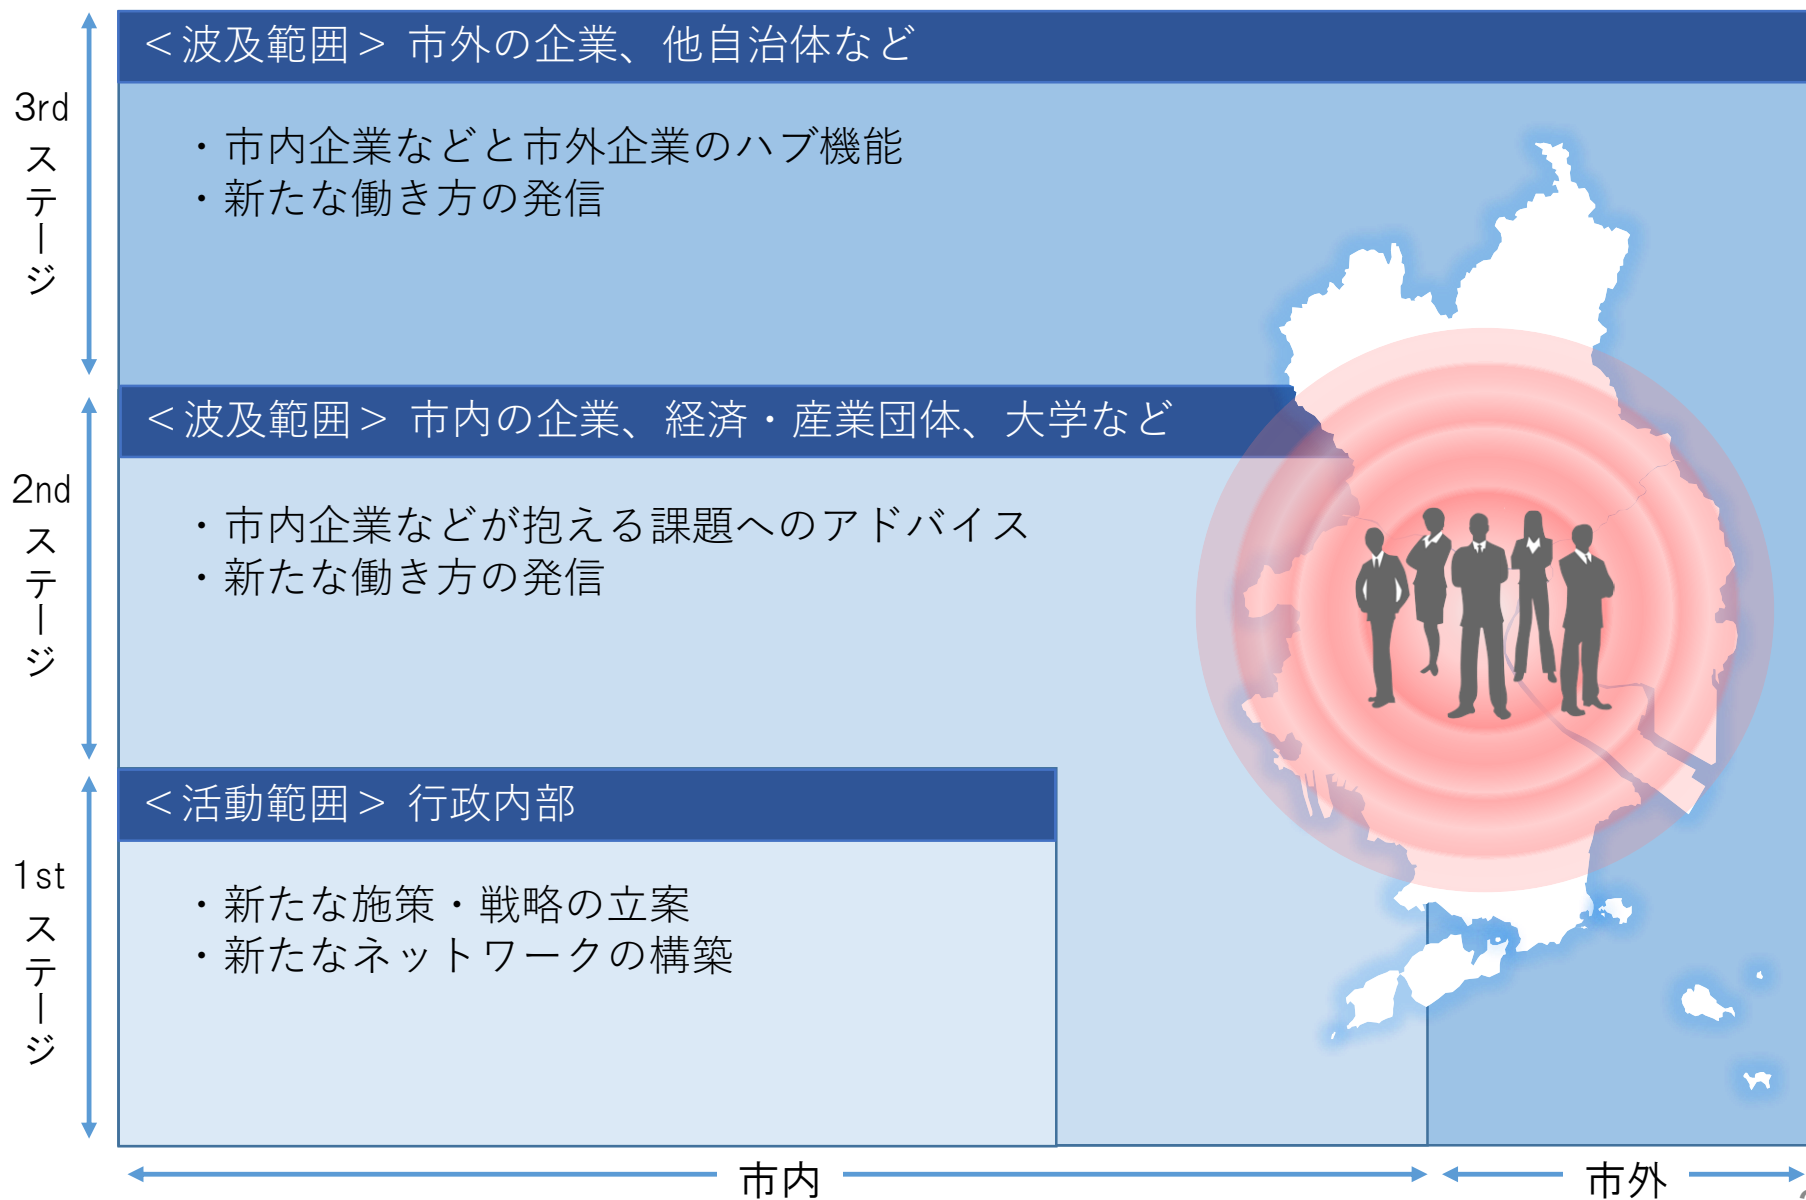 3rd
ステージ
＜波及範囲＞ 市外の企業、他自治体など
・市内企業などと市外企業のハブ機能
・新たな働き方の発信
2nd
ステージ
＜波及範囲＞ 市内の企業、経済・産業団体、大学など
・市内企業などが抱える課題へのアドバイス
・新たな働き方の発信
1st
ステージ
＜活動範囲＞ 行政内部
・新たな施策・戦略の立案
・新たなネットワークの構築
市内
市外